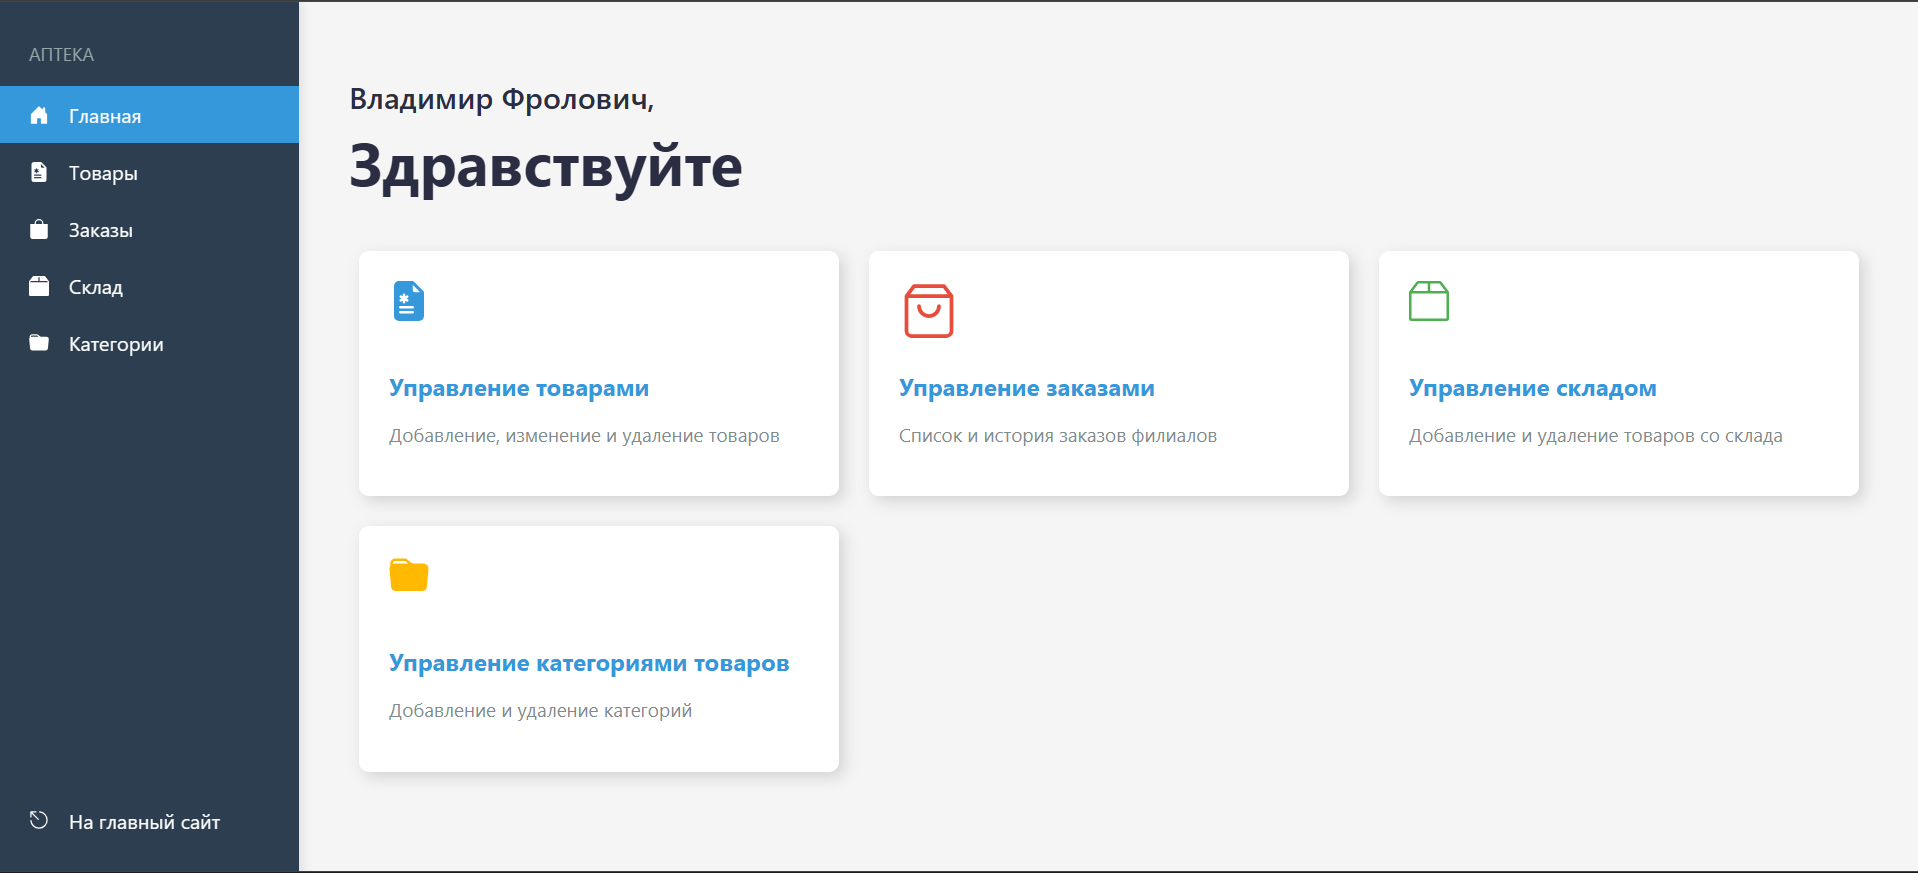 АПТЕКА
Главная
Товары
Заказы
Склад
Категории
На главный сайт
Владимир Фролович,
Здравствуйте
Управление товарами
Добавление, изменение и удаление товаров
Управление заказами
Список и история заказов филиалов
Управление складом
Добавление и удаление товаров со склада
Управление категориями товаров
Добавление и удаление категорий